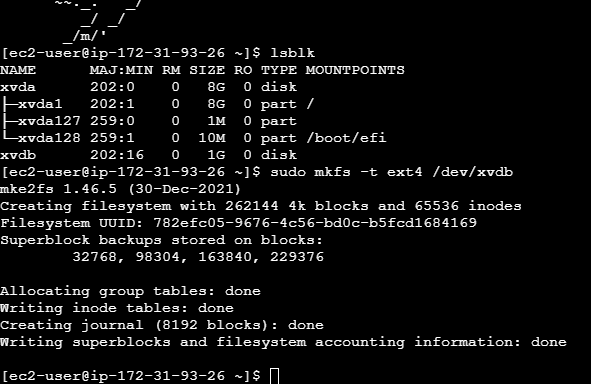 ~~._.    _/
_/ _/
_/m/'
[ec2-user@ip-172-31-93-26 ~]$ lsblk
NAME      MAJ:MIN RM SIZE RO TYPE MOUNTPOINTS
xvda      202:0    0   8G  0 disk
├─xvda1   202:1    0   8G  0 part /
├─xvda127 259:0    0   1M  0 part
└─xvda128 259:1    0  10M  0 part /boot/efi
xvdb      202:16   0   1G  0 disk
[ec2-user@ip-172-31-93-26 ~]$ sudo mkfs -t ext4 /dev/xvdb
mke2fs 1.46.5 (30-Dec-2021)
Creating filesystem with 262144 4k blocks and 65536 inodes
Filesystem UUID: 782efc05-9676-4c56-bd0c-b5fcd1684169
Superblock backups stored on blocks:
        32768, 98304, 163840, 229376
Allocating group tables: done
Writing inode tables: done
Creating journal (8192 blocks): done
Writing superblocks and filesystem accounting information: done
[ec2-user@ip-172-31-93-26 ~]$